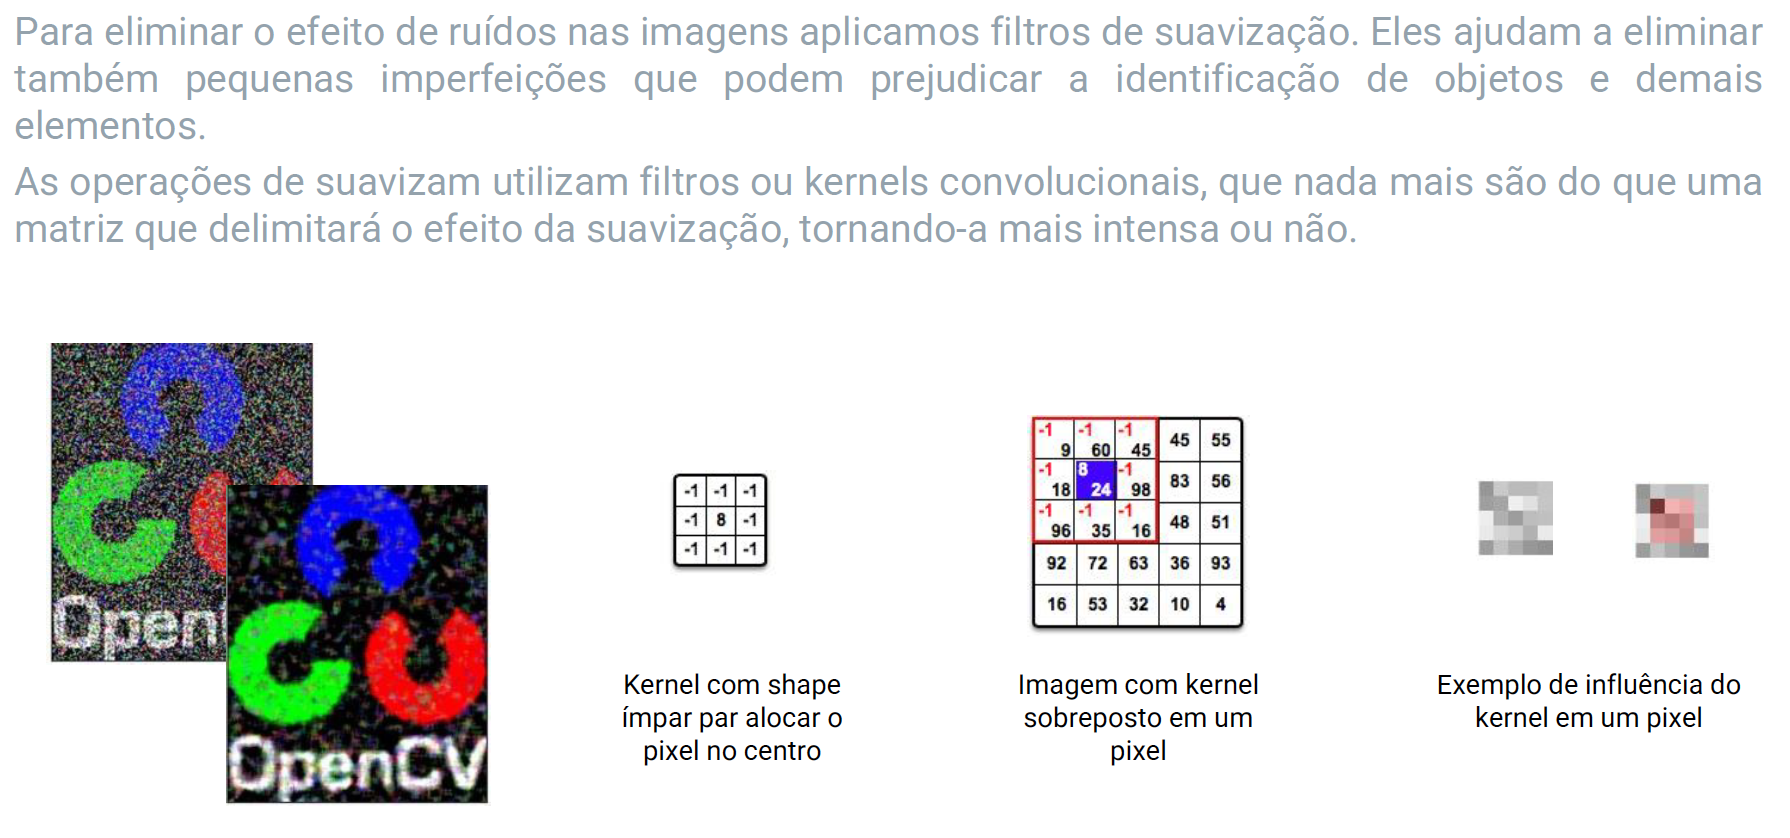 Para eliminar o efeito de ruídos nas imagens aplicamos filtros de suavização. Eles ajudam a eliminar
também pequenas imperfeições que podem prejudicar a identificação de objetos e demais
elementos.
As operações de suavizam utilizam filtros ou kernels convolucionais, que nada mais são do que uma
matriz que delimitará o efeito da suavização, tornando-a mais intensa ou não.
Open
OpenCV
-1 -1 -1
-1 8 -1
-1 -1 -1
Kernel com shape
ímpar par alocar o
pixel no centro
-1 -1 -1
9 60 45 45 55
-1 8 -1
18 24 98 83 56
-1 -1 -1
96 35 16 48 51
92 72 63 36 93
16 53 32 10 4
Imagem com kernel
sobreposto em um
pixel
Exemplo de influência do
kernel em um pixel